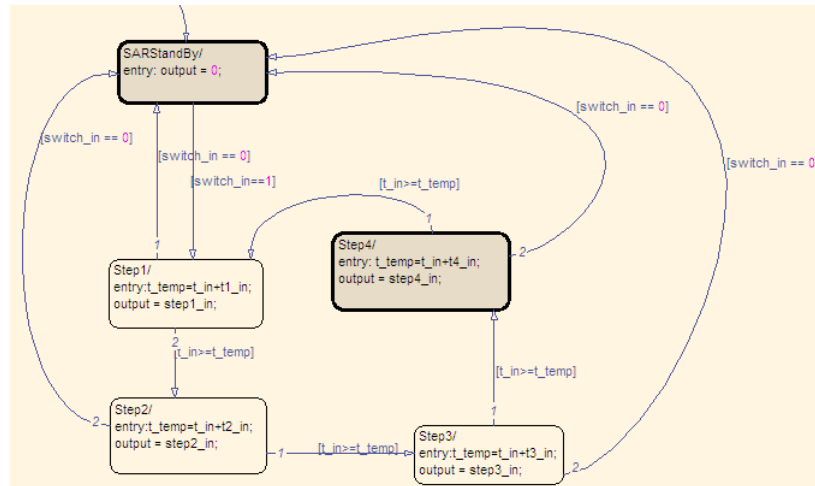 SARStandBy/
entry: output = 0;
[switch_in == 0]
[switch_in == 0]
[switch_in == 0]
[switch_in == 0
[switch_in==1]
[t_in>=t_temp]
1
1
Step4/
entry: t_temp=t_in+t4_in;
output = step4_in;
2
Step1/
entry:t_temp=t_in+t1_in;
output = step1_in;
2
[t_in>=t_temp]
[t_in>=t_temp]
Step2/
entry:t_temp=t_in+t2_in;
output = step2_in;
2
1
[t_in>=t_temp]
1
Step3/
entry:t_temp=t_in+t3_in;
output = step3_in;
2